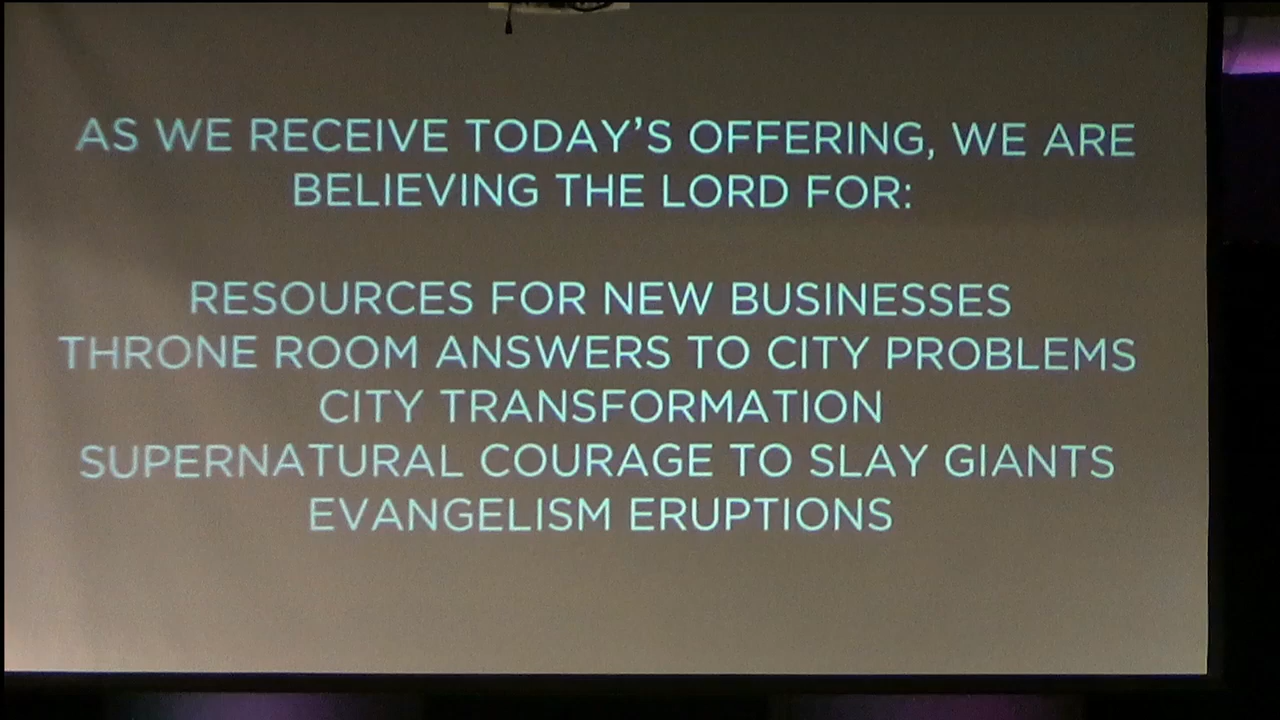 AS WE RECEIVE TODAY'S OFFERING, WE ARE
BELIEVING THE LORD FOR:
RESOURCES FOR NEW BUSINESSES
THRONE ROOM ANSWERS TO CITY PROBLEMS
CITY TRANSFORMATION
SUPERNATURAL COURAGE TO SLAY GIANTS
EVANGELISM ERUPTIONS